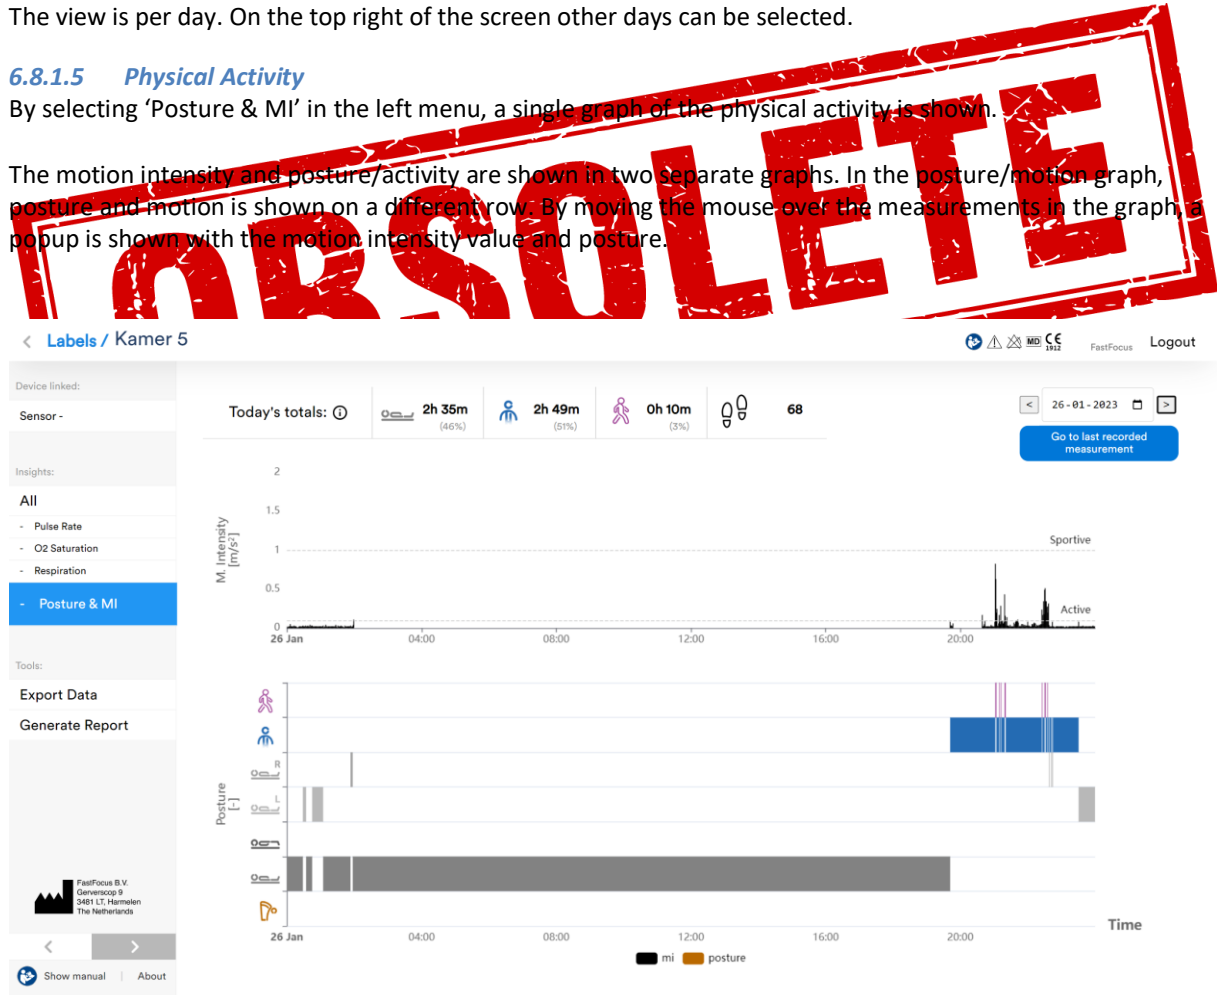 The view is per day. On the top right of the screen other days can be selected.
6.8.1.5 Physical Activity
By selecting ‘Posture & MI’ in the left menu, a single graph of the physical activity is shown.
The motion intensity and posture/activity are shown in two separate graphs. In the posture/motion graph,
posture and motion is shown on a different row. By moving the mouse over the measurements in the graph, a
popup is shown with the motion intensity value and posture.
OBSOLETE
Labels / Kamer 5
MD CE
1912
FastFocus
Logout
Device linked:
Sensor -
Insights:
All
- Pulse Rate
- O2 Saturation
- Respiration
- Posture & MI
Tools:
Export Data
Generate Report
FastFocus B.V.
Gerverscop 9
3481 LT, Harmelen
The Netherlands
Show manual | About
Today's totals:
2h 35m
(46%)
2h 49m
(51%)
0h 10m
(3%)
68
< 26-01-2023 >
Go to last recorded
measurement
M. Intensity
[m/s²]
2
1.5
1
0.5
0
Sportive
Active
26 Jan 04:00 08:00 12:00 16:00 20:00
Posture
[-]
R
L
26 Jan 04:00 08:00 12:00 16:00 20:00
Time
mi posture